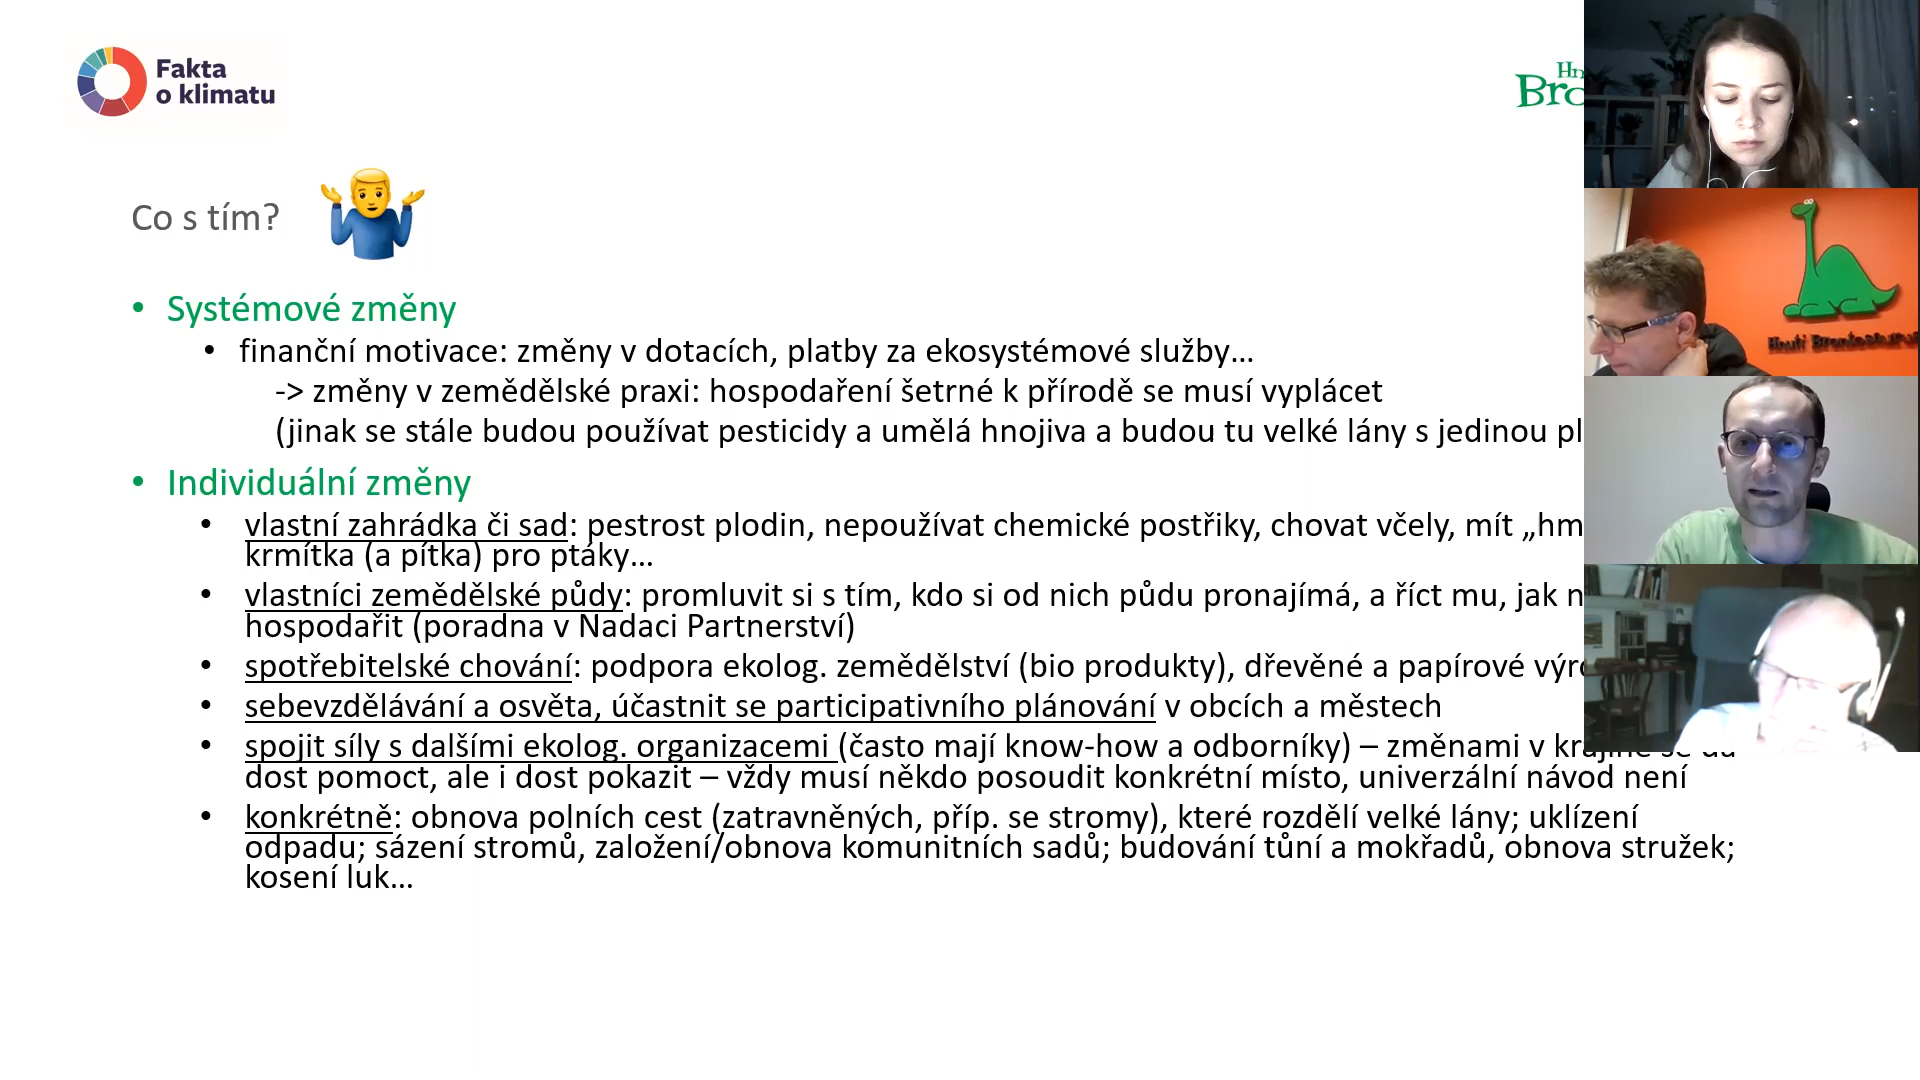 Fakta
o klimatu
Co s tím?
• Systémové změny
• finanční motivace: změny v dotacích, platby za ekosystémové služby…
-> změny v zemědělské praxi: hospodaření šetrné k přírodě se musí vyplácet
(jinak se stále budou používat pesticidy a umělá hnojiva a budou tu velké lány s jedinou
• Individuální změny
• vlastní zahrádka či sad: pestrost plodin, nepoužívat chemické postřiky, chovat včely, mít
krmítka (a pítka) pro ptáky…
• vlastníci zemědělské půdy: promluvit si s tím, kdo si od nich půdu pronajímá, a říct mu, jak
hospodařit (poradna v Nadaci Partnerství)
• spotřebitelské chování: podpora ekolog. zemědělství (bio produkty), dřevěné a papírové
• sebevzdělávání a osvěta, účastnit se participativního plánování v obcích a městech
• spojit síly s dalšími ekolog. organizacemi (často mají know-how a odborníky) – změnami v
dost pomoct, ale i dost pokazit – vždy musí někdo posoudit konkrétní místo, univerzální návod není
• konkrétně: obnova polních cest (zatravněných, příp. se stromy), které rozdělí velké lány; uklízení
odpadu; sázení stromů, založení/obnova komunitních sadů; budování tůní a mokřadů, obnova stružek;
kosení luk…